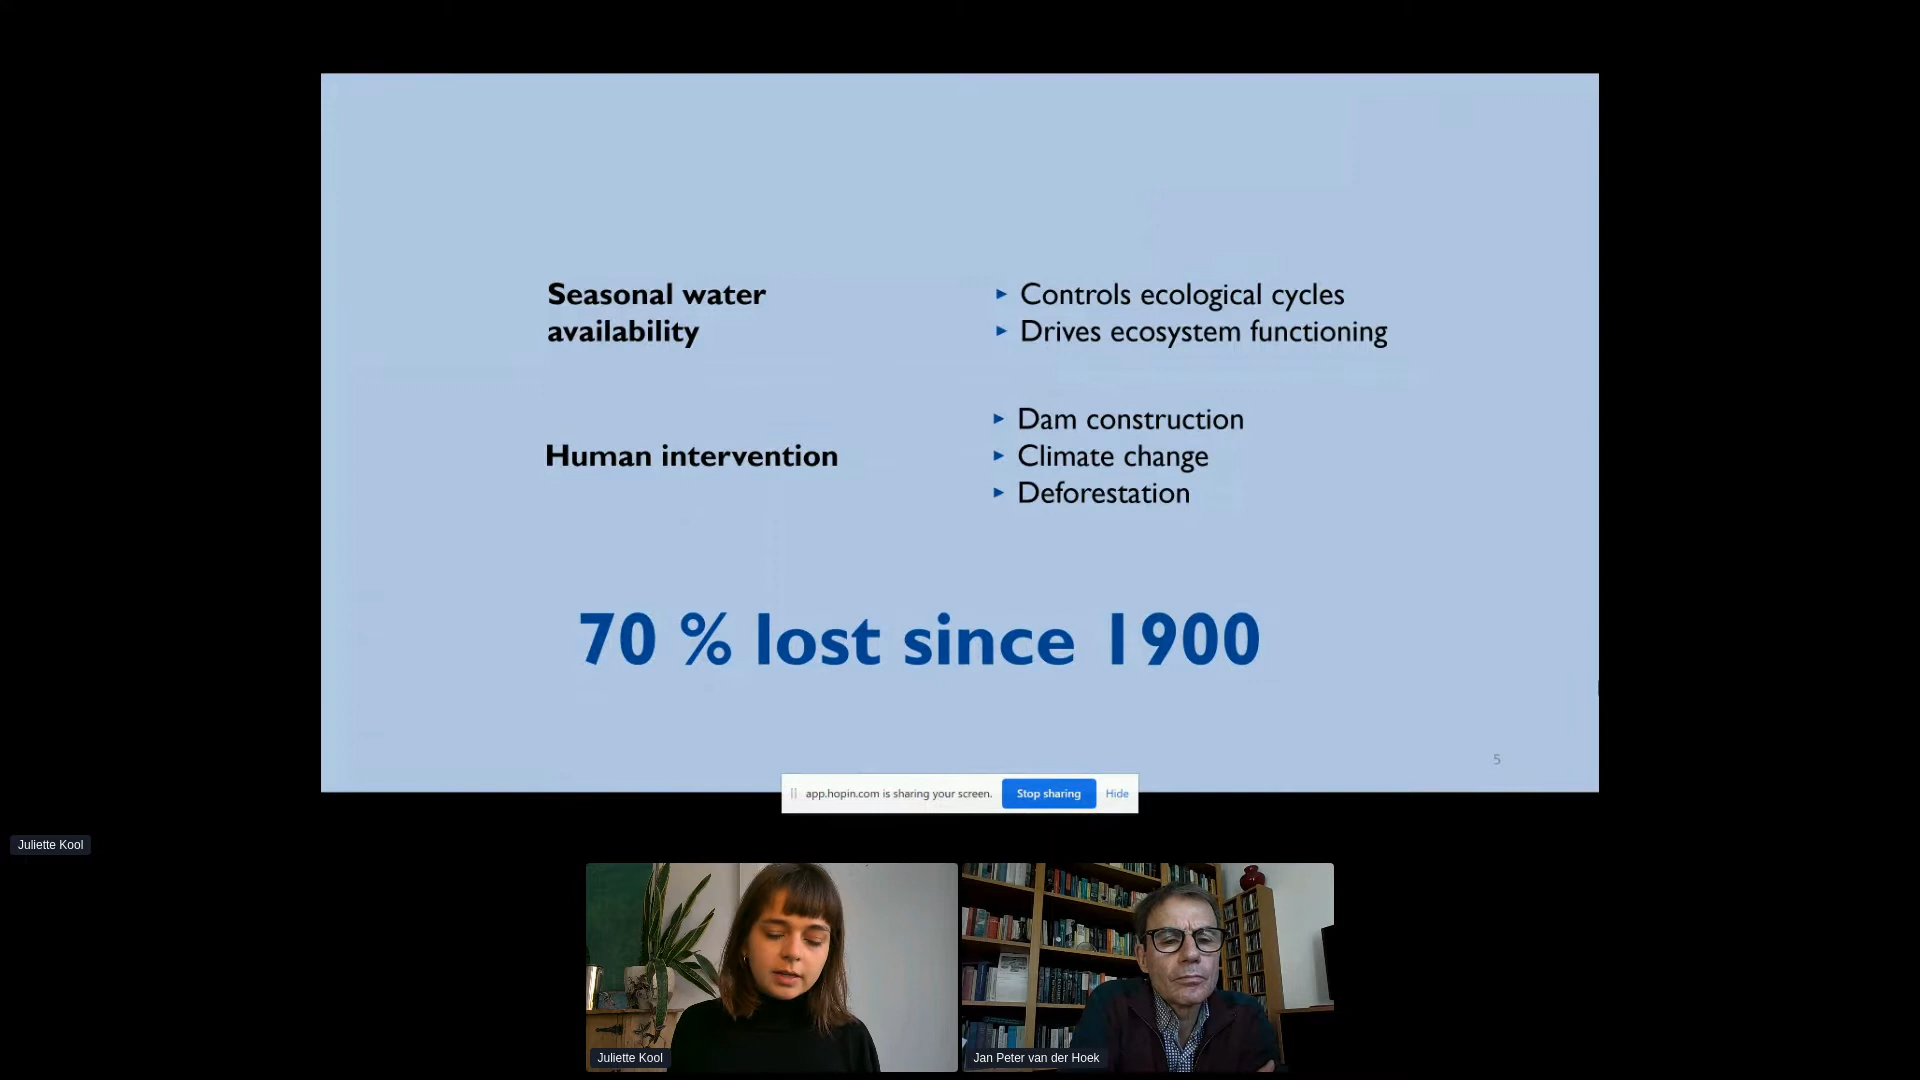 Seasonal water
availability
► Controls ecological cycles
► Drives ecosystem functioning
Human intervention
► Dam construction
► Climate change
► Deforestation
70 % lost since 1900
5
app.hopin.com is sharing your screen.
Stop sharing
Hide
Juliette Kool
Juliette Kool
Jan Peter van der Hoek